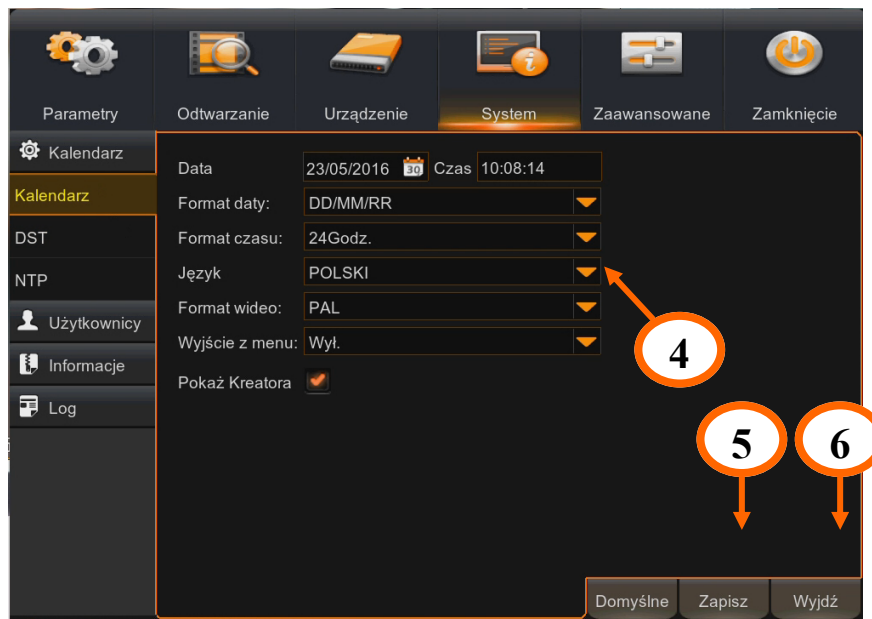 Parametry Odtwarzanie Urządzenie System Zaawansowane Zamknięcie
Kalendarz
Kalendarz
DST
NTP
Użytkownicy
Informacje
Log
Data 23/05/2016 30 Czas 10:08:14
Format daty: DD/MM/RR
Format czasu: 24Godz.
Język POLSKI
Format wideo: PAL
Wyjście z menu: Wył.
Pokaż Kreatora
4
5 6
Domyślne Zapisz Wyjdź